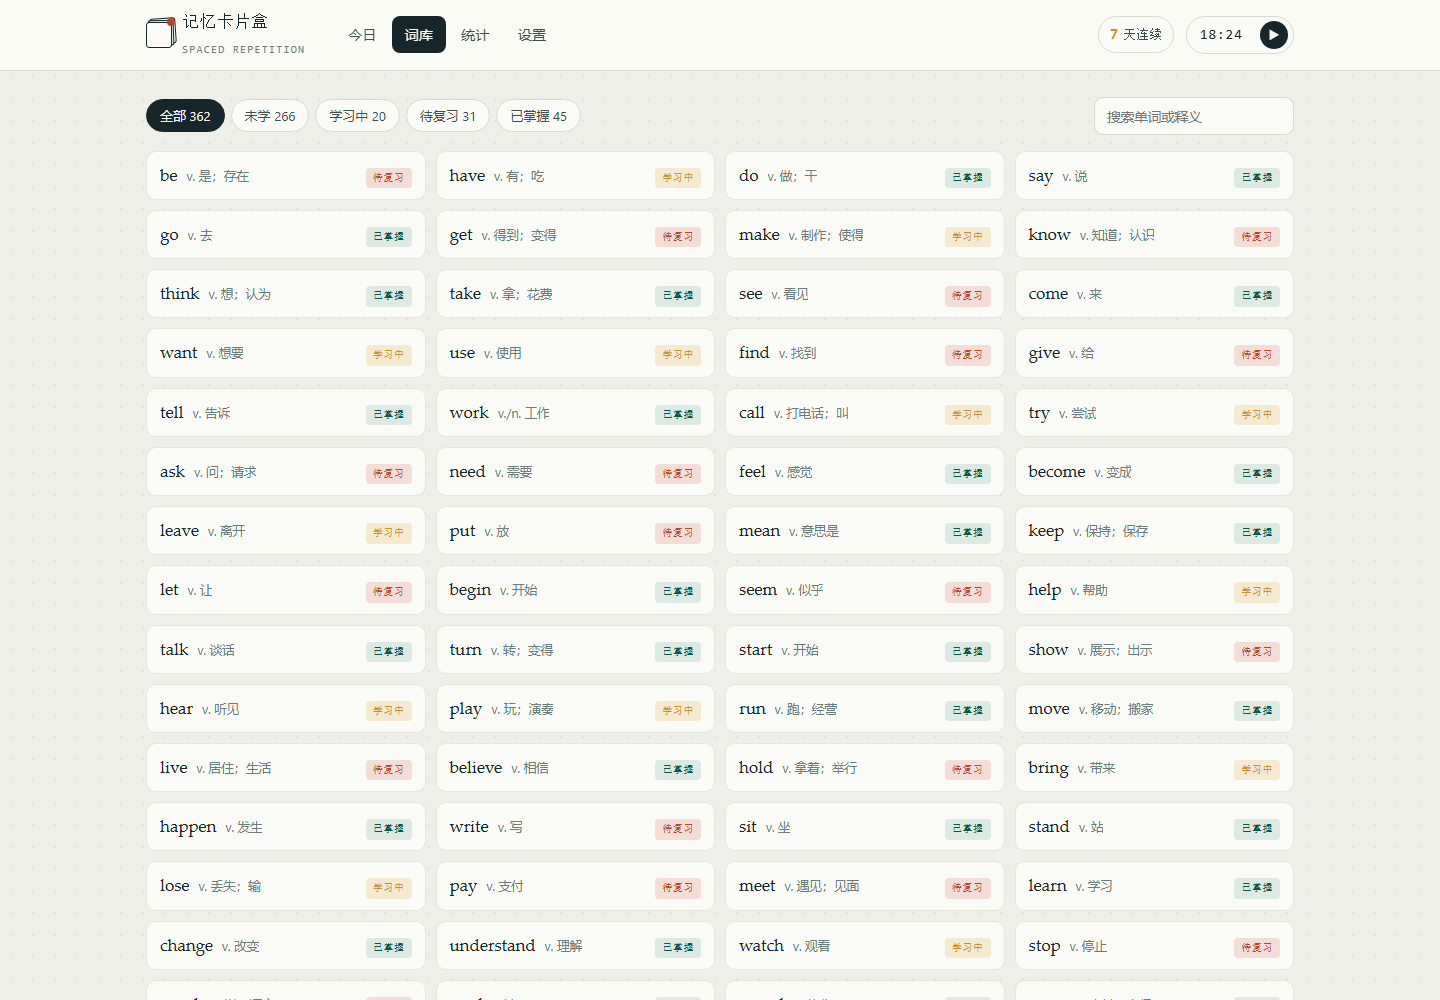 记忆卡片盒
SPACED REPETITION
今日 词库 统计 设置
7 天连续
18:24
全部 362 未学 266 学习中 20 待复习 31 已掌握 45
搜索单词或释义
be v. 是；存在 待复习
have v. 有；吃 学习中
do v. 做；干 已掌握
say v. 说 已掌握
go v. 去 已掌握
get v. 得到；变得 待复习
make v. 制作；使得 学习中
know v. 知道；认识 待复习
think v. 想；认为 已掌握
take v. 拿；花费 已掌握
see v. 看见 待复习
come v. 来 已掌握
want v. 想要 学习中
use v. 使用 学习中
find v. 找到 待复习
give v. 给 待复习
tell v. 告诉 已掌握
work v./n. 工作 已掌握
call v. 打电话；叫 学习中
try v. 尝试 学习中
ask v. 问；请求 待复习
need v. 需要 待复习
feel v. 感觉 已掌握
become v. 变成 已掌握
leave v. 离开 学习中
put v. 放 待复习
mean v. 意思是 已掌握
keep v. 保持；保存 已掌握
let v. 让 待复习
begin v. 开始 已掌握
seem v. 似乎 待复习
help v. 帮助 学习中
talk v. 谈话 已掌握
turn v. 转；变得 已掌握
start v. 开始 已掌握
show v. 展示；出示 待复习
hear v. 听见 学习中
play v. 玩；演奏 学习中
run v. 跑；经营 已掌握
move v. 移动；搬家 已掌握
live v. 居住；生活 待复习
believe v. 相信 已掌握
hold v. 拿着；举行 待复习
bring v. 带来 学习中
happen v. 发生 已掌握
write v. 写 待复习
sit v. 坐 已掌握
stand v. 站 已掌握
lose v. 丢失；输 学习中
pay v. 支付 待复习
meet v. 遇见；见面 待复习
learn v. 学习 已掌握
change v. 改变 已掌握
understand v. 理解 已掌握
watch v. 观看 学习中
stop v. 停止 待复习